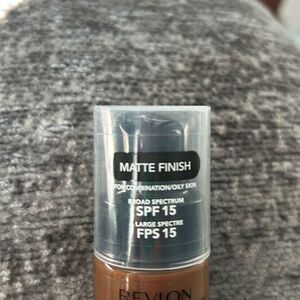 MATTE FINISH
FOR COMBINATION/OILY SKIN
BROAD SPECTRUM
SPF 15
LARGE SPECTRE
FPS 15
REVLON